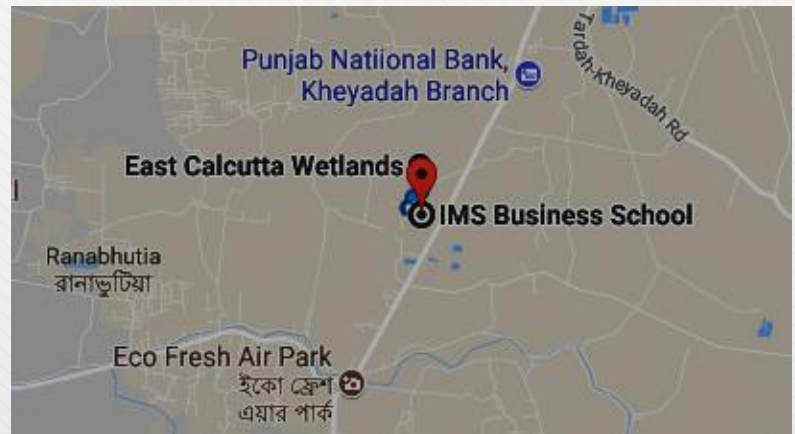 Punjab Natiional Bank,
Kheyadah Branch
Tardah-Kheyadah Rd
East Calcutta Wetlands
IMS Business School
l
Ranabhutia
রানাভুটিয়া
Eco Fresh Air Park
ইকো ফ্রেশ
এয়ার পার্ক